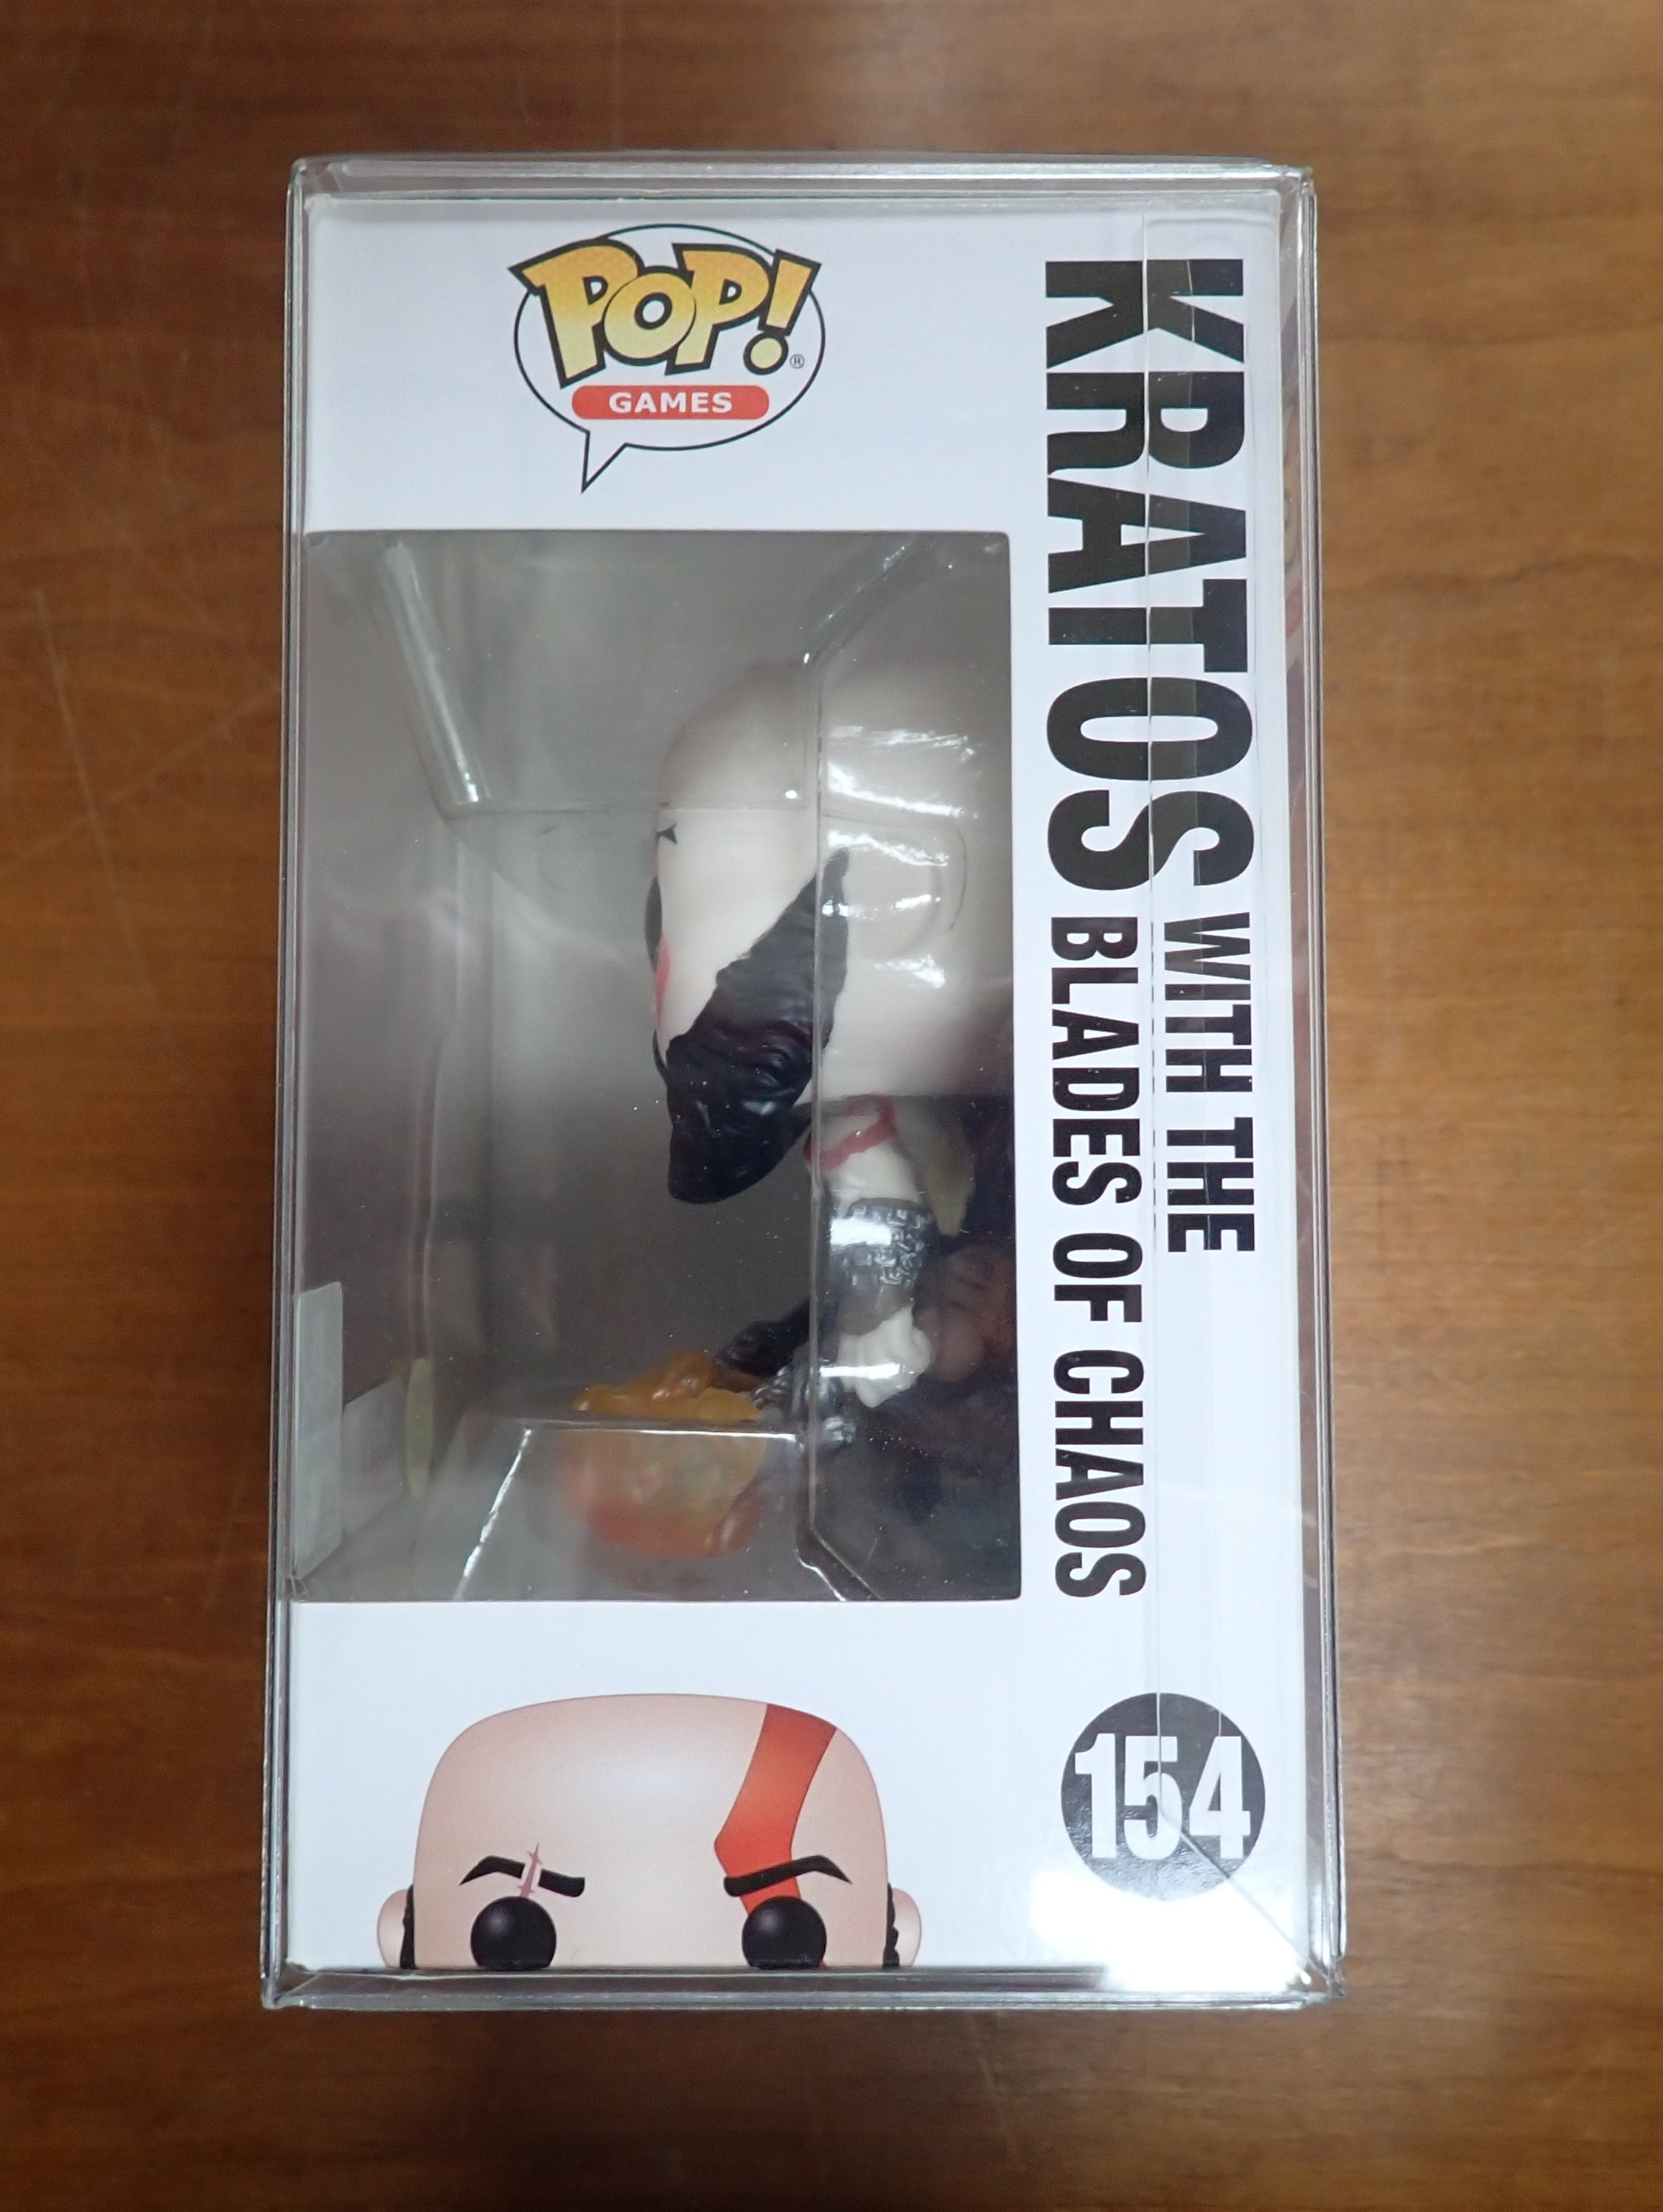 POP!®
GAMES
KRATOS WITH THE
BLADES OF CHAOS
154